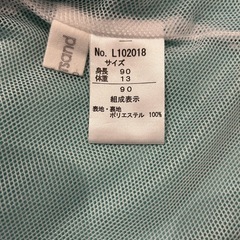 rsand
No. L102018
サイズ
身長 90
体重 13
90
組成表示
表地・裏地
ポリエステル 100%